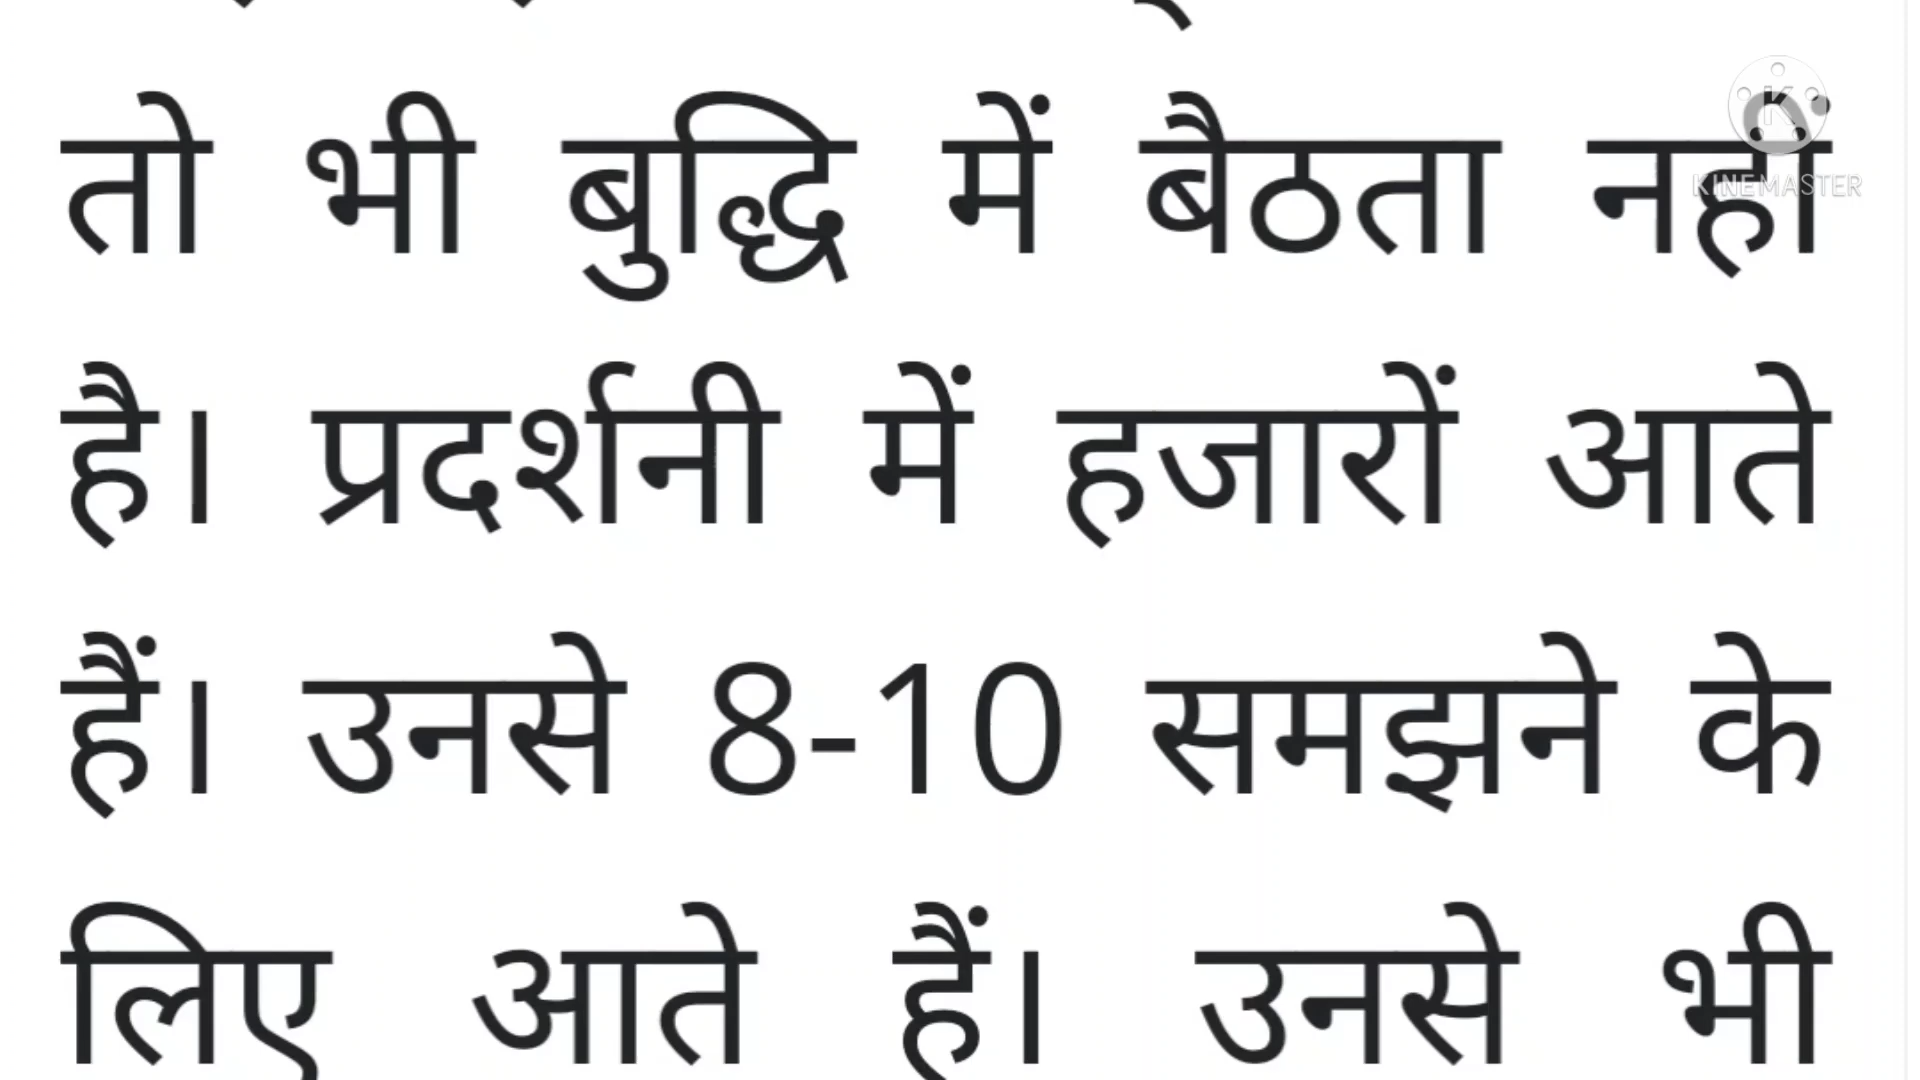 तो भी बुद्धि में बैठता नहीं
है। प्रदर्शनी में हजारों आते
हैं। उनसे 8-10 समझने के
लिए आते हैं। उनसे भी
KINEMASTER